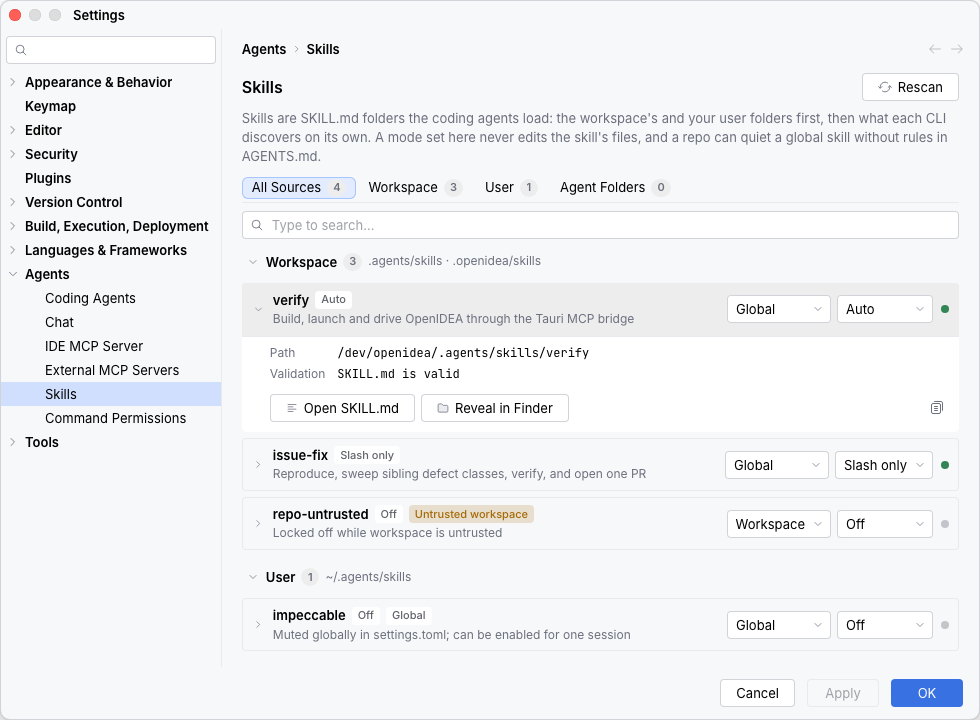 Settings
Appearance & Behavior
Keymap
Editor
Security
Plugins
Version Control
Build, Execution, Deployment
Languages & Frameworks
Agents
Coding Agents
Chat
IDE MCP Server
External MCP Servers
Skills
Command Permissions
Tools
Agents › Skills
Skills
Rescan
Skills are SKILL.md folders the coding agents load: the workspace's and your user folders first, then what each CLI
discovers on its own. A mode set here never edits the skill's files, and a repo can quiet a global skill without rules in
AGENTS.md.
All Sources 4 Workspace 3 User 1 Agent Folders 0
Type to search...
Workspace 3 .agents/skills · .openidea/skills
verify Auto
Build, launch and drive OpenIDEA through the Tauri MCP bridge
Global Auto
Path /dev/openidea/.agents/skills/verify
Validation SKILL.md is valid
Open SKILL.md Reveal in Finder
issue-fix Slash only
Reproduce, sweep sibling defect classes, verify, and open one PR
Global Slash only
repo-untrusted Off Untrusted workspace
Locked off while workspace is untrusted
Workspace Off
User 1 ~/.agents/skills
impeccable Off Global
Muted globally in settings.toml; can be enabled for one session
Global Off
Cancel Apply OK